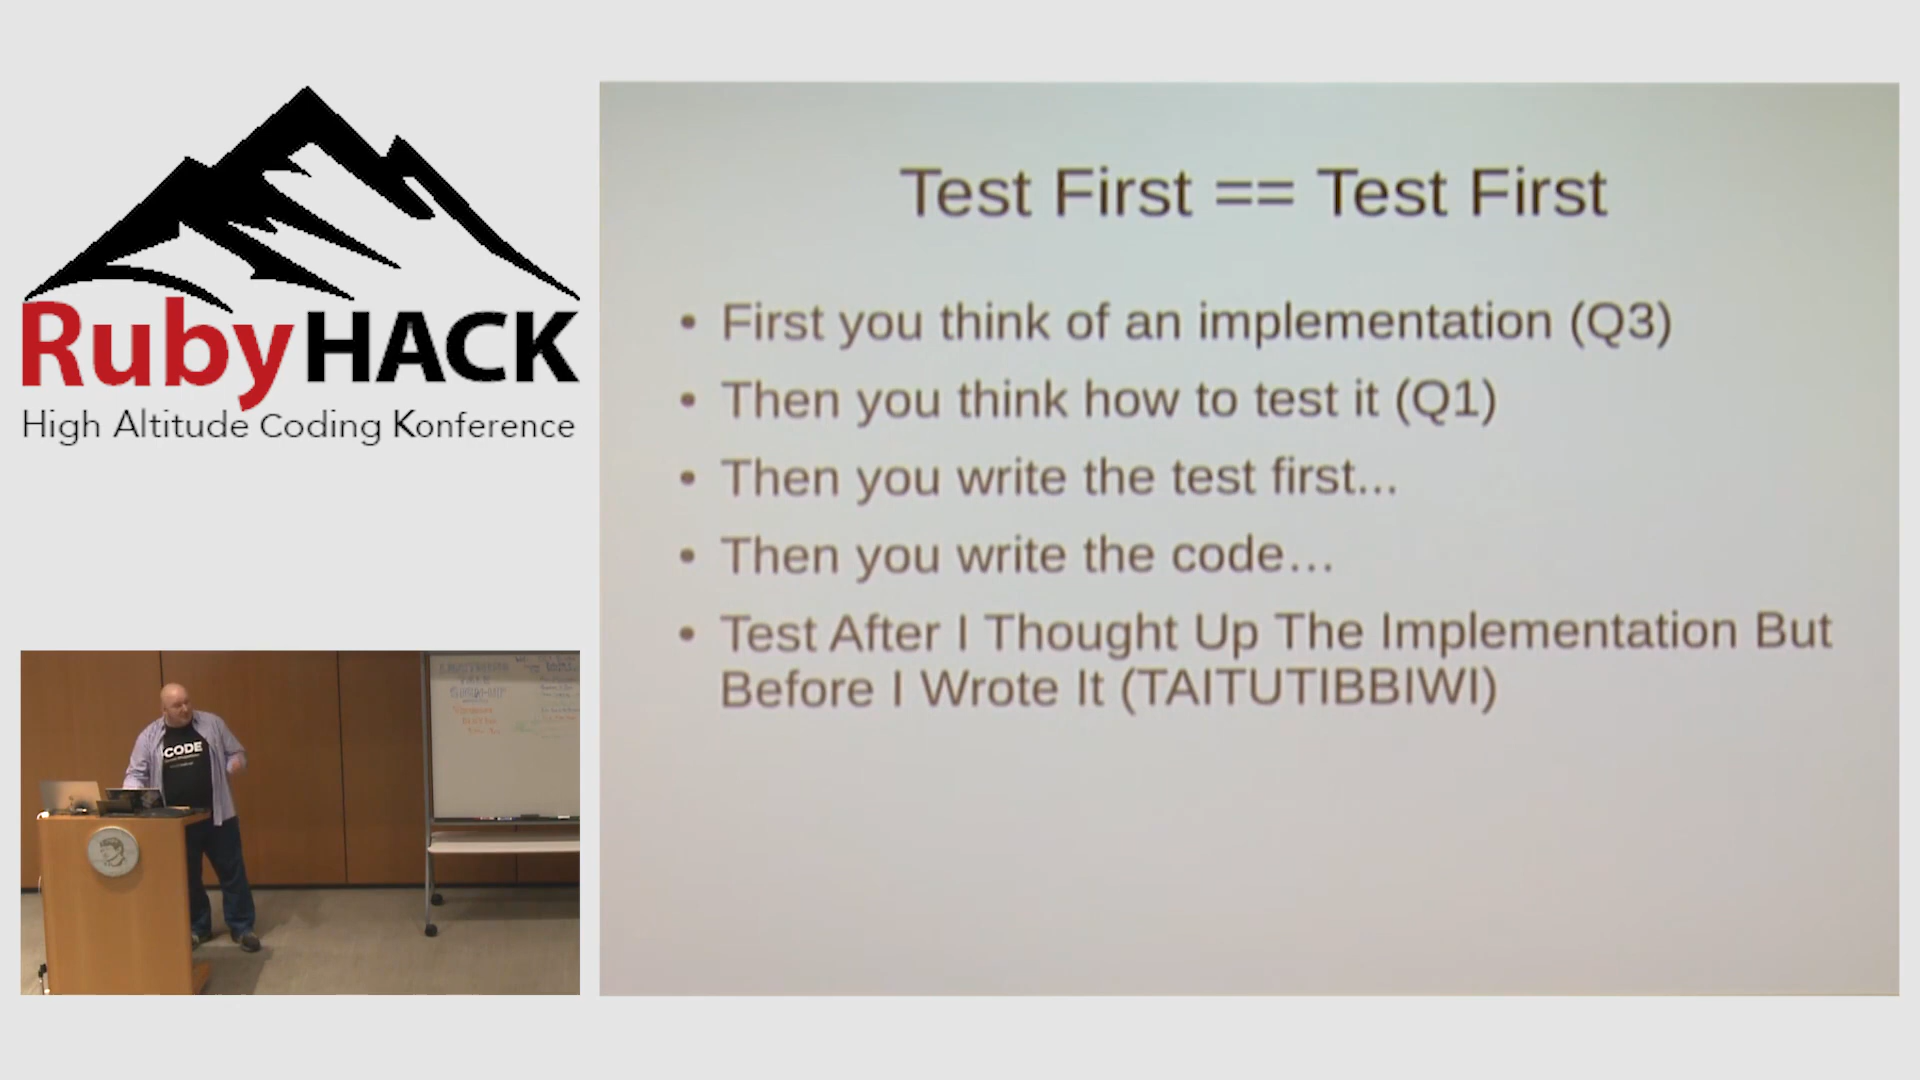 RubyHACK
High Altitude Coding Konference
Test First == Test First
• First you think of an implementation (Q3)
• Then you think how to test it (Q1)
• Then you write the test first...
• Then you write the code…
• Test After I Thought Up The Implementation But
Before I Wrote It (TAITUTIBBIWI)
CODE